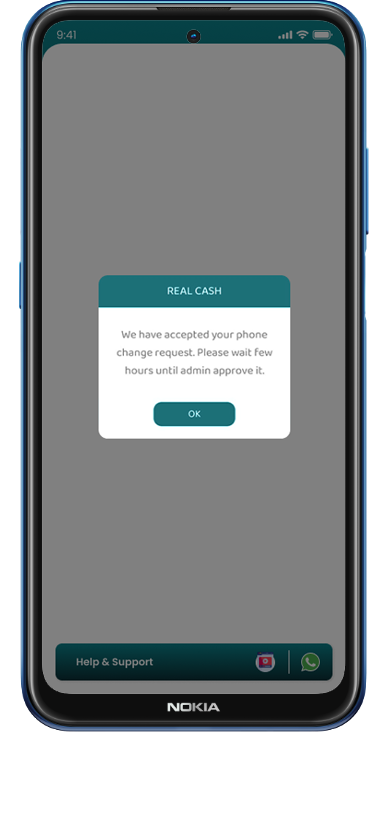 9:41
REAL CASH
We have accepted your phone
change request. Please wait few
hours until admin approve it.
OK
Help & Support
NOKIA